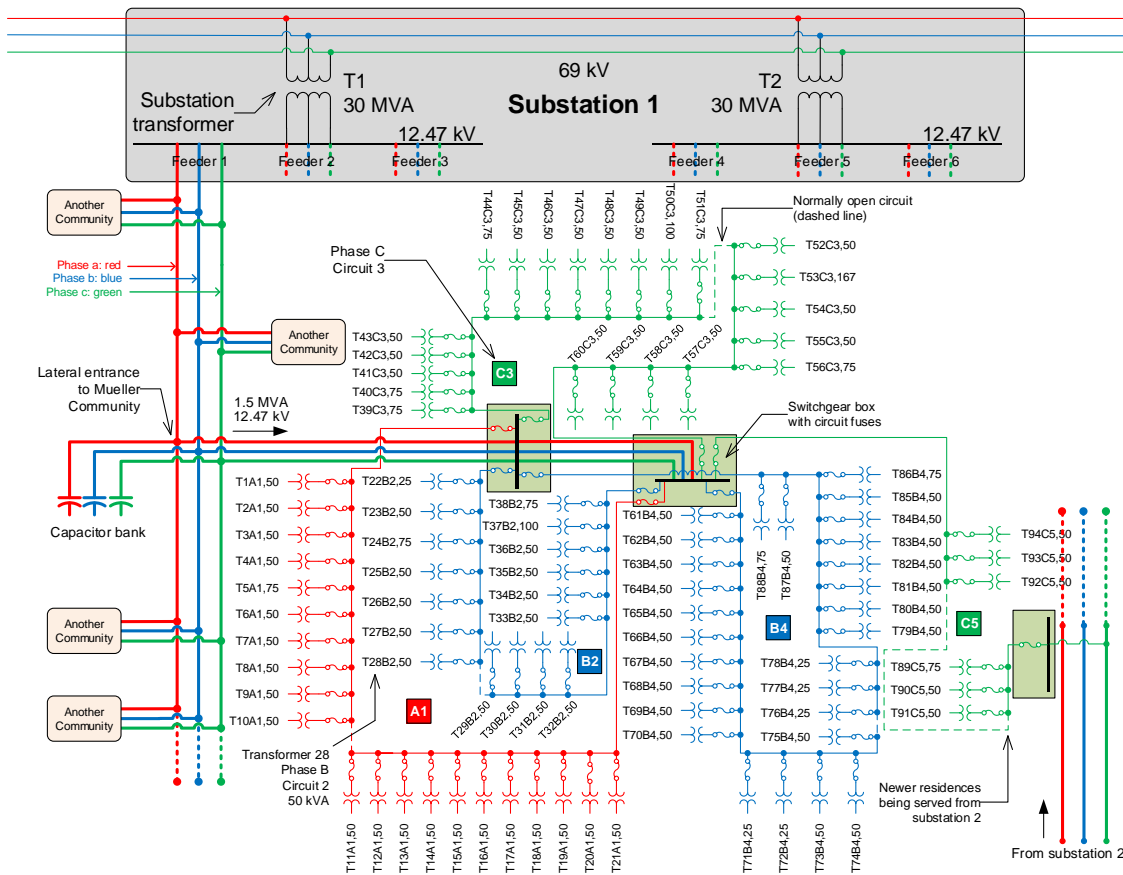 69 kV
Substation 1
T1
30 MVA
T2
30 MVA
Substation
transformer
12.47 kV
12.47 kV
Feeder 1
Feeder 2
Feeder 3
Feeder 4
Feeder 5
Feeder 6
Another
Community
Phase a: red
Phase b: blue
Phase c: green
Another
Community
Lateral entrance
to Mueller
Community
1.5 MVA
12.47 kV
Capacitor bank
Another
Community
Another
Community
Phase C
Circuit 3
C3
T44C3,75
T45C3,50
T46C3,50
T47C3,50
T48C3,50
T49C3,50
T50C3,100
T51C3,75
Normally open circuit
(dashed line)
T52C3,50
T53C3,167
T54C3,50
T55C3,50
T56C3,75
T60C3,50
T59C3,50
T58C3,50
T57C3,50
T43C3,50
T42C3,50
T41C3,50
T40C3,75
T39C3,75
Switchgear box
with circuit fuses
T1A1,50
T2A1,50
T3A1,50
T4A1,50
T5A1,75
T6A1,50
T7A1,50
T8A1,50
T9A1,50
T10A1,50
T22B2,25
T23B2,50
T24B2,75
T25B2,50
T26B2,50
T27B2,50
T28B2,50
T38B2,75
T37B2,100
T36B2,50
T35B2,50
T34B2,50
T33B2,50
B2
T29B2,50
T30B2,50
T31B2,50
T32B2,50
A1
Transformer 28
Phase B
Circuit 2
50 kVA
T11A1,50
T12A1,50
T13A1,50
T14A1,50
T15A1,50
T16A1,50
T17A1,50
T18A1,50
T19A1,50
T20A1,50
T21A1,50
T61B4,50
T62B4,50
T63B4,50
T64B4,50
T65B4,50
T66B4,50
T67B4,50
T68B4,50
T69B4,50
T70B4,50
T88B4,75
T87B4,50
B4
T86B4,75
T85B4,50
T84B4,50
T83B4,50
T82B4,50
T81B4,50
T80B4,50
T79B4,50
T78B4,25
T77B4,25
T76B4,25
T75B4,50
T71B4,25
T72B4,25
T73B4,50
T74B4,50
T94C5,50
T93C5,50
T92C5,50
C5
T89C5,75
T90C5,50
T91C5,50
Newer residences
being served from
substation 2
From substation 2